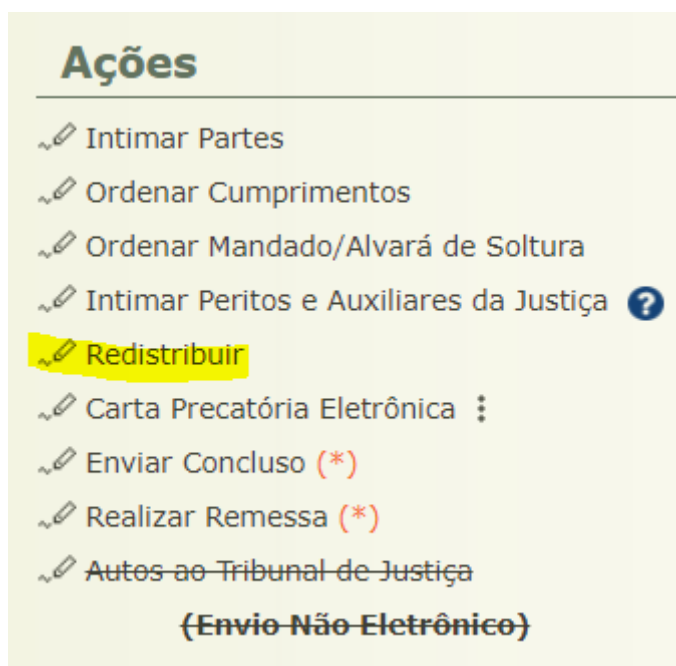 Ações
Intimar Partes
Ordenar Cumprimentos
Ordenar Mandado/Alvará de Soltura
Intimar Peritos e Auxiliares da Justiça ?
Redistribuir
Carta Precatória Eletrônica ⋮
Enviar Concluso (*)
Realizar Remessa (*)
Autos ao Tribunal de Justiça
(Envio Não Eletrônico)